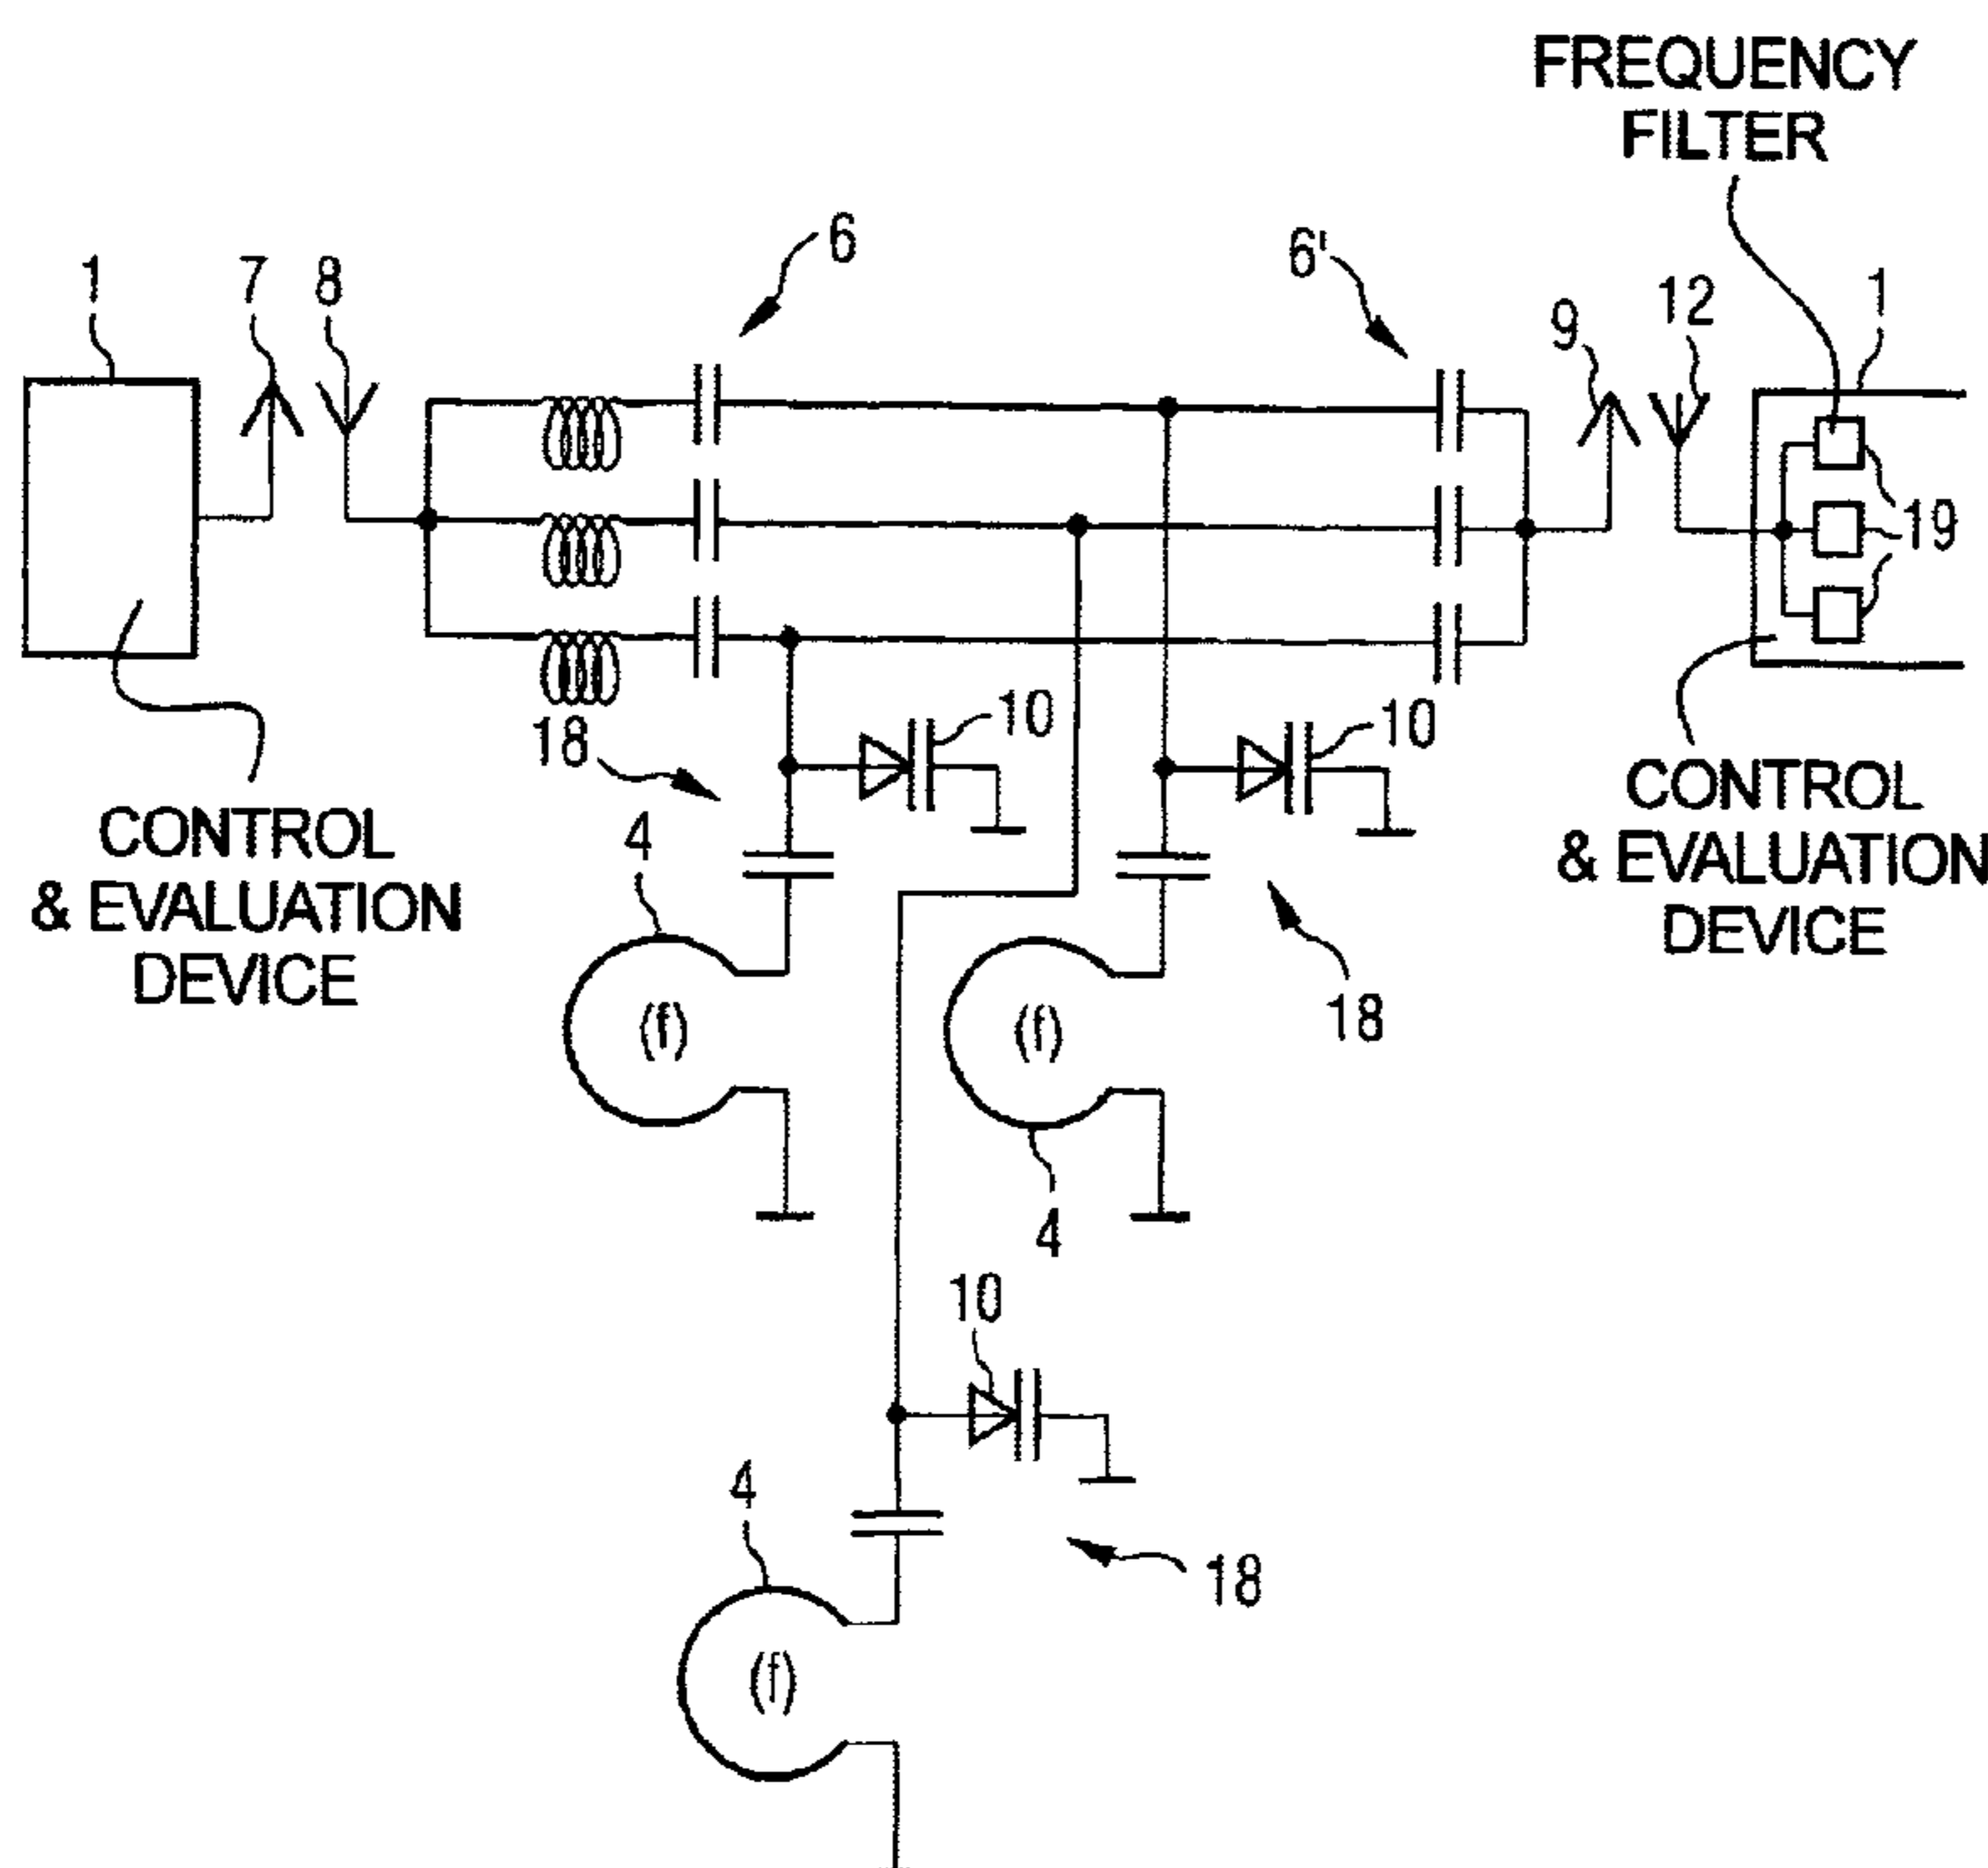 FREQUENCY
FILTER
6
6'
1
7
8
9
12
1
19
18
10
10
CONTROL
& EVALUATION
DEVICE
4
CONTROL
& EVALUATION
DEVICE
(f)
(f)
18
4
10
4
18
(f)